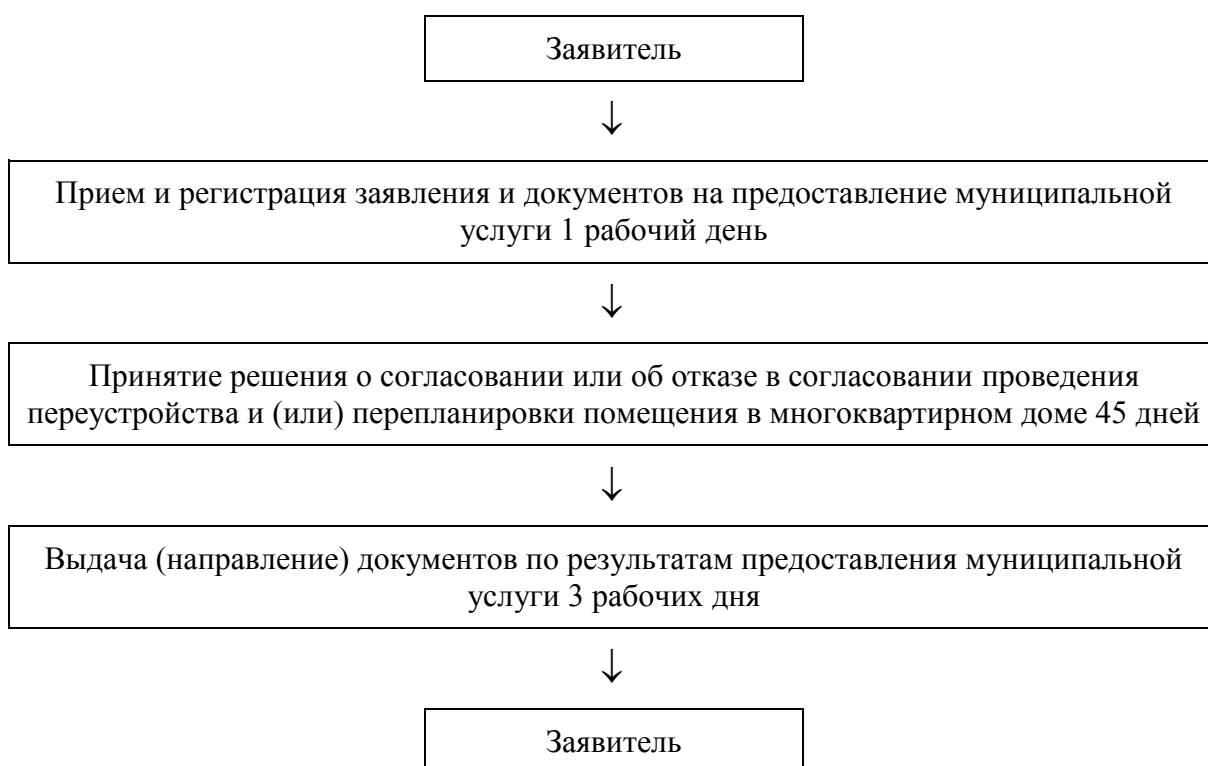 Заявитель
↓
Прием и регистрация заявления и документов на предоставление муниципальной
услуги 1 рабочий день
↓
Принятие решения о согласовании или об отказе в согласовании проведения
переустройства и (или) перепланировки помещения в многоквартирном доме 45 дней
↓
Выдача (направление) документов по результатам предоставления муниципальной
услуги 3 рабочих дня
↓
Заявитель